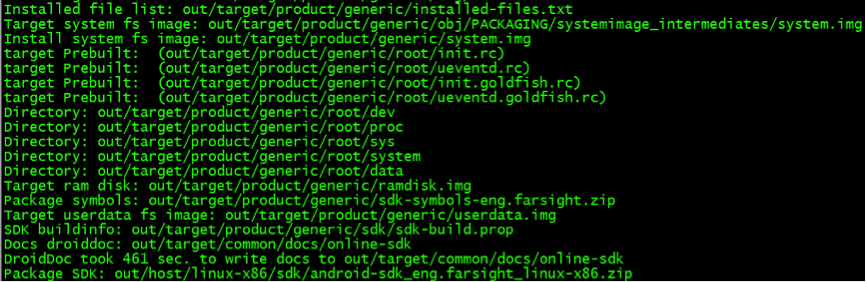 Installed file list: out/target/product/generic/installed-files.txt
Target system fs image: out/target/product/generic/obj/PACKAGING/systemimage_intermediates/system.img
Install system fs image: out/target/product/generic/system.img
target Prebuilt:  (out/target/product/generic/root/init.rc)
target Prebuilt:  (out/target/product/generic/root/ueventd.rc)
target Prebuilt:  (out/target/product/generic/root/init.goldfish.rc)
target Prebuilt:  (out/target/product/generic/root/ueventd.goldfish.rc)
Directory: out/target/product/generic/root/dev
Directory: out/target/product/generic/root/proc
Directory: out/target/product/generic/root/sys
Directory: out/target/product/generic/root/system
Directory: out/target/product/generic/root/data
Target ram disk: out/target/product/generic/ramdisk.img
Package symbols: out/target/product/generic/sdk-symbols-eng.farsight.zip
Target userdata fs image: out/target/product/generic/userdata.img
SDK buildinfo: out/target/product/generic/sdk/sdk-build.prop
Docs droiddoc: out/target/common/docs/online-sdk
DroidDoc took 461 sec. to write docs to out/target/common/docs/online-sdk
Package SDK: out/host/linux-x86/sdk/android-sdk_eng.farsight_linux-x86.zip